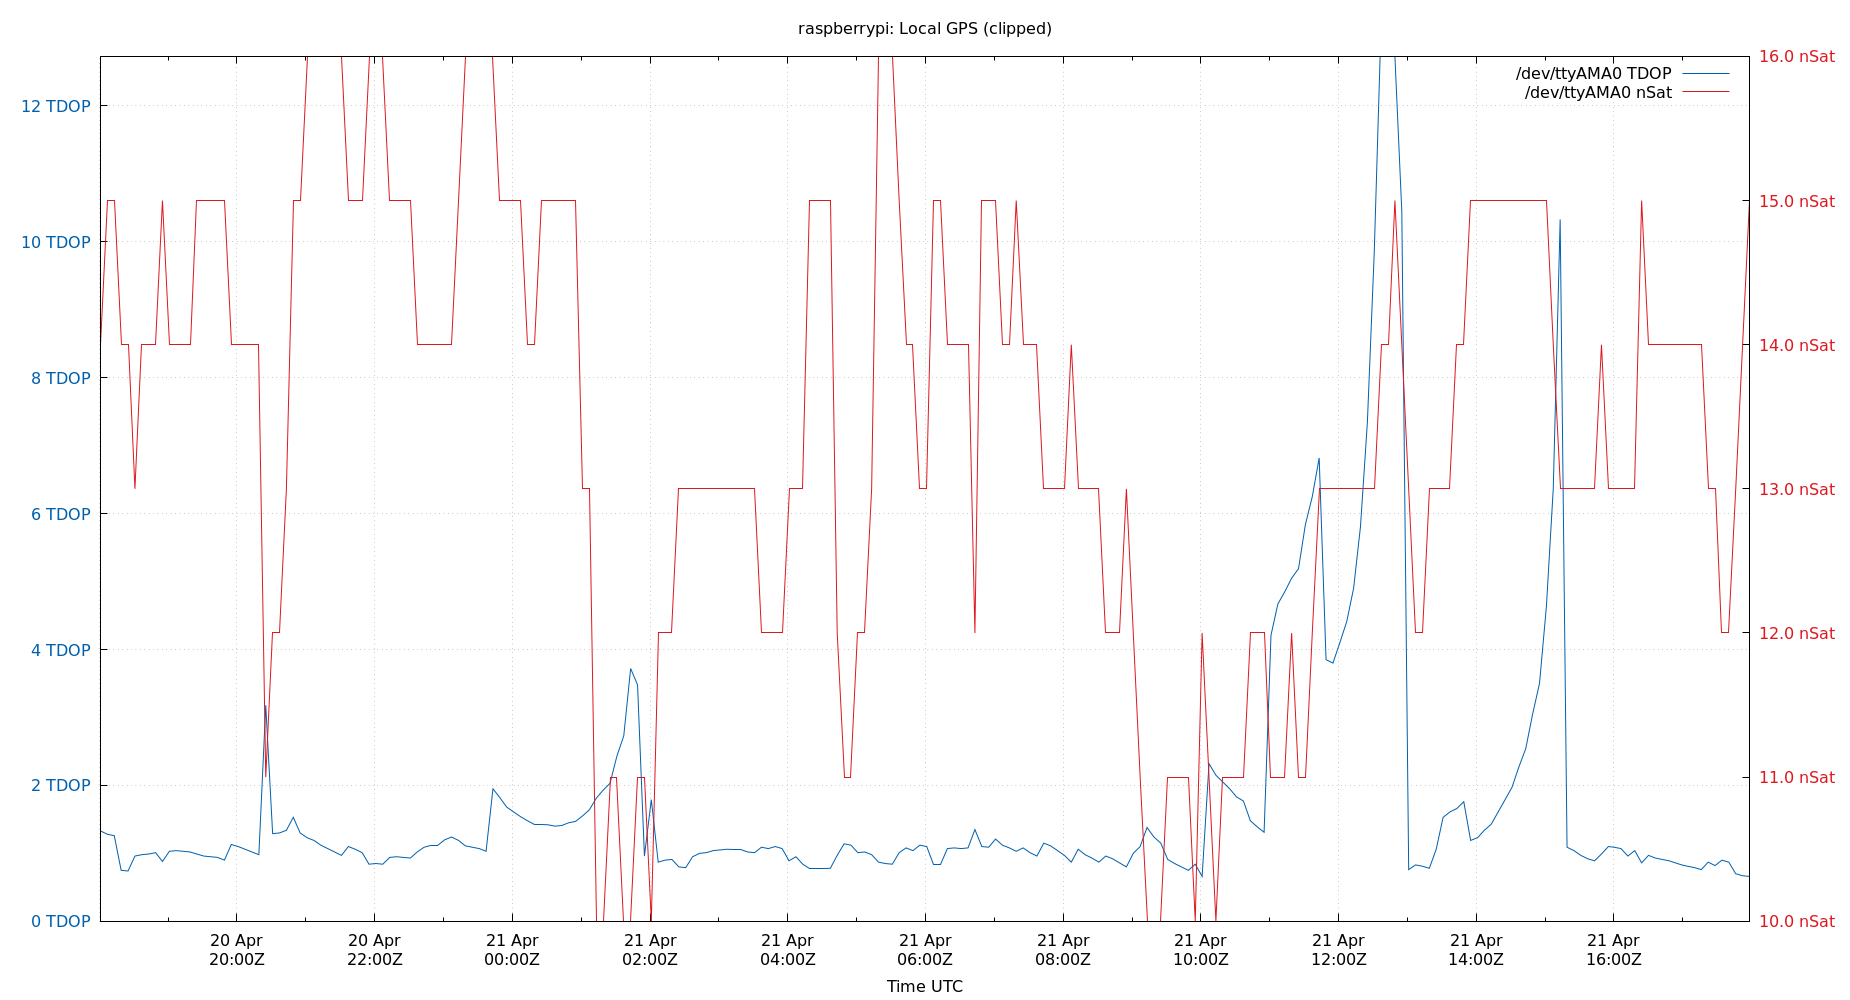 raspberrypi: Local GPS (clipped)
/dev/ttyAMA0 TDOP
/dev/ttyAMA0 nSat
12 TDOP
10 TDOP
8 TDOP
6 TDOP
4 TDOP
2 TDOP
0 TDOP
16.0 nSat
15.0 nSat
14.0 nSat
13.0 nSat
12.0 nSat
11.0 nSat
10.0 nSat
20 Apr
20:00Z
20 Apr
22:00Z
21 Apr
00:00Z
21 Apr
02:00Z
21 Apr
04:00Z
21 Apr
06:00Z
21 Apr
08:00Z
21 Apr
10:00Z
21 Apr
12:00Z
21 Apr
14:00Z
21 Apr
16:00Z
Time UTC